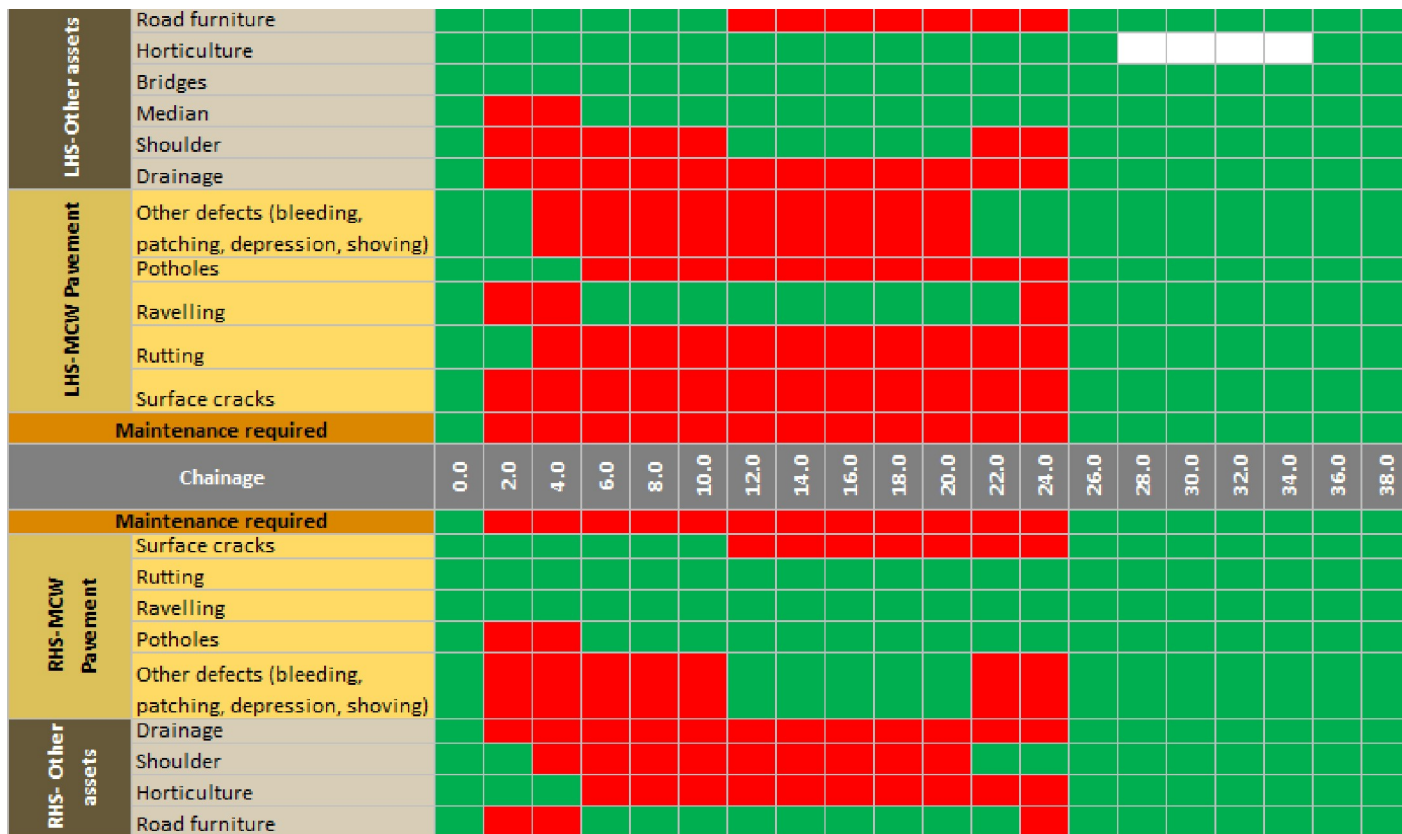 LHS-Other assets
Road furniture
Horticulture
Bridges
Median
Shoulder
Drainage
LHS-MCW Pavement
Other defects (bleeding,
patching, depression, shoving)
Potholes
Ravelling
Rutting
Surface cracks
Maintenance required
Chainage 0.0 2.0 4.0 6.0 8.0 10.0 12.0 14.0 16.0 18.0 20.0 22.0 24.0 26.0 28.0 30.0 32.0 34.0 36.0 38.0
Maintenance required
RHS-MCW
Pavement
Surface cracks
Rutting
Ravelling
Potholes
Other defects (bleeding,
patching, depression, shoving)
RHS- Other
assets
Drainage
Shoulder
Horticulture
Road furniture